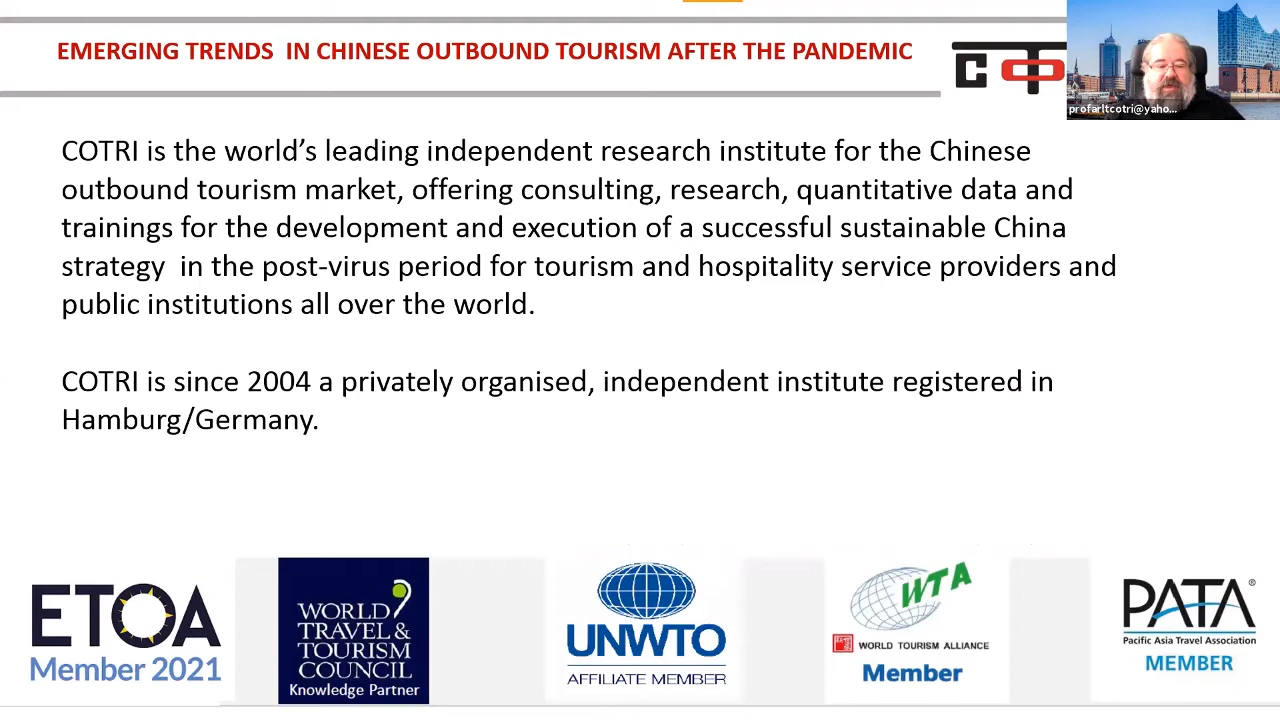 EMERGING TRENDS  IN CHINESE OUTBOUND TOURISM AFTER THE PANDEMIC
profarltcotri@yaho...
COTRI is the world’s leading independent research institute for the Chinese
outbound tourism market, offering consulting, research, quantitative data and
trainings for the development and execution of a successful sustainable China
strategy  in the post-virus period for tourism and hospitality service providers and
public institutions all over the world.
COTRI is since 2004 a privately organised, independent institute registered in
Hamburg/Germany.
ETOA
Member 2021
WORLD
TRAVEL &
TOURISM
COUNCIL
Knowledge Partner
UNWTO
AFFILIATE MEMBER
WTA
WORLD TOURISM ALLIANCE
Member
PATA®
Pacific Asia Travel Association
MEMBER